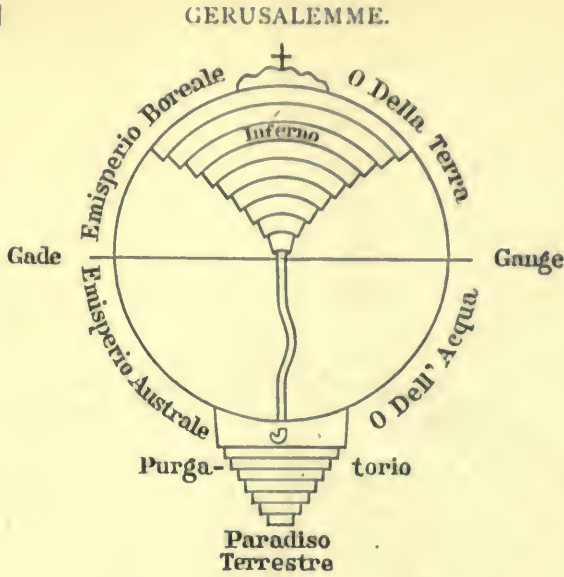 GERUSALEMME.
Emisperio Boreale
O Della Terra
Inferno
Gade
Gange
Emisperio Australe
O Dell' Acqua
Purga- torio
Paradiso
Terrestre